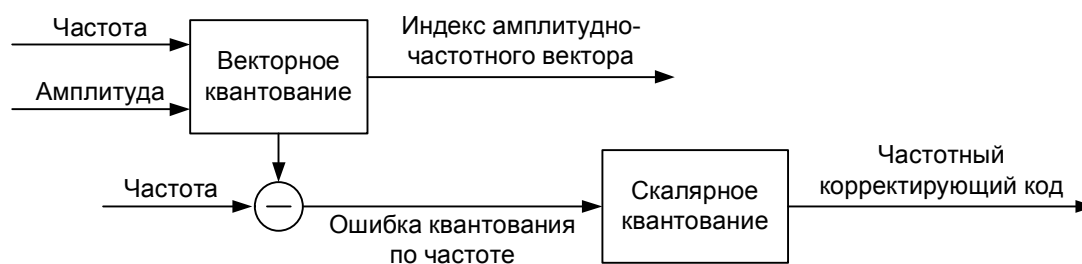 Частота
Амплитуда
Векторное
квантование
Индекс амплитудно-
частотного вектора
Частота
Ошибка квантования
по частоте
Скалярное
квантование
Частотный
корректирующий код